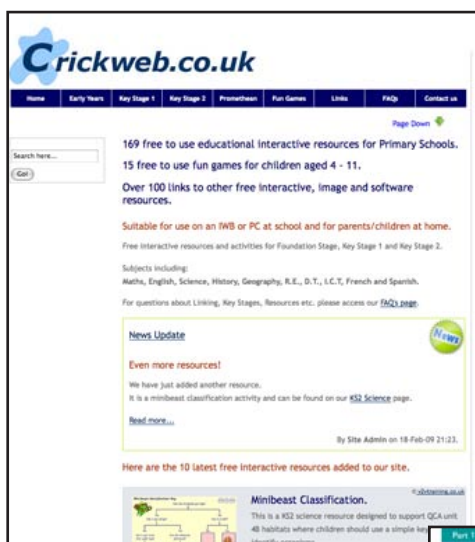 Crickweb.co.uk
Home Early Years Key Stage 1 Key Stage 2 Promethean Fun Games Links FAQs Contact us
Page Down
Search here...
Go!
169 free to use educational interactive resources for Primary Schools.
15 free to use fun games for children aged 4 - 11.
Over 100 links to other free interactive, image and software
resources.
Suitable for use on an IWB or PC at school and for parents/children at home.
Free interactive resources and activities for Foundation Stage, Key Stage 1 and Key Stage 2.
Subjects including:
Maths, English, Science, History, Geography, R.E., D.T., I.C.T, French and Spanish.
For questions about Linking, Key Stages, Resources etc. please access our FAQ's page.
News Update
News
Even more resources!
We have just added another resource.
It is a minibeast classification activity and can be found on our KS2 Science page.
Read more...
By Site Admin on 18-Feb-09 21:23.
Here are the 10 latest free interactive resources added to our site.
Minibeast Classification.
This is a KS2 science resource designed to support QCA unit
4B habitats where children should use a simple key
Part 1